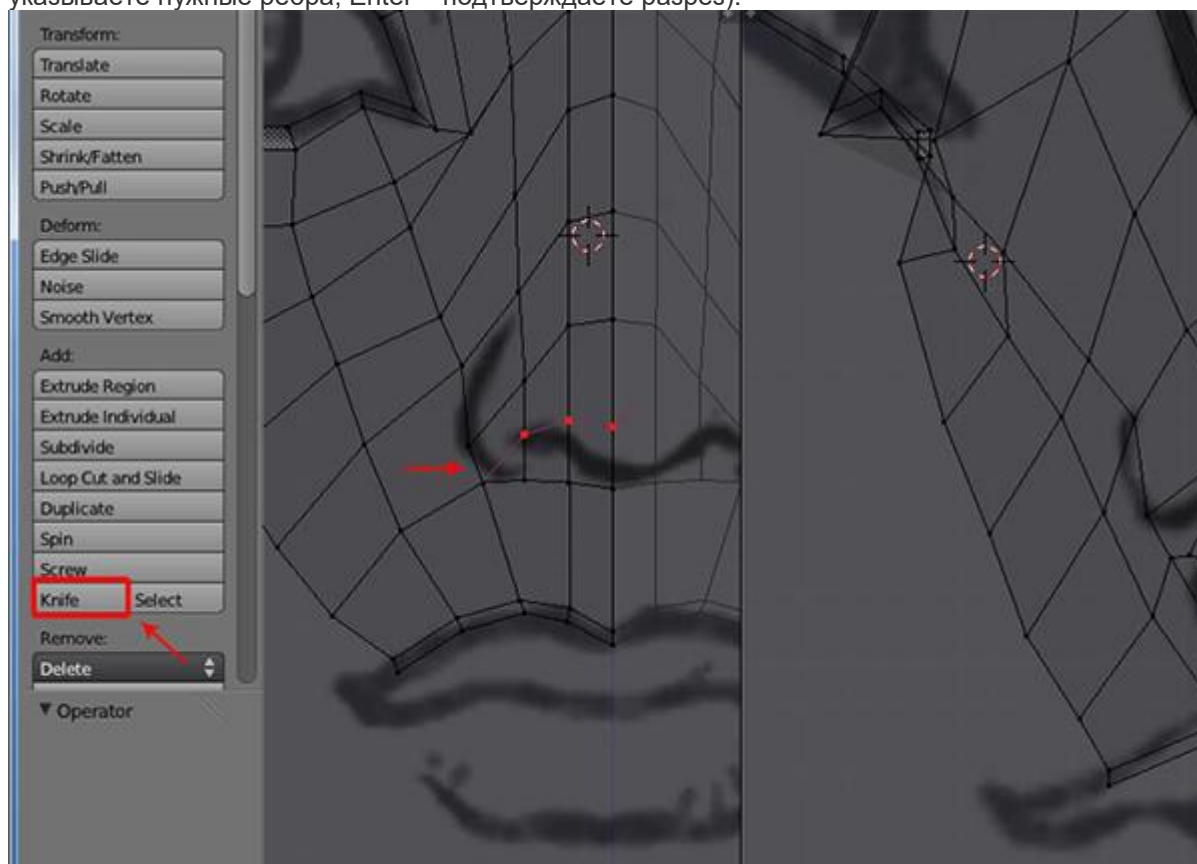 указываете нужные рёбра, Enter – подтверждаете разрез).
Transform:
Translate
Rotate
Scale
Shrink/Fatten
Push/Pull
Deform:
Edge Slide
Noise
Smooth Vertex
Add:
Extrude Region
Extrude Individual
Subdivide
Loop Cut and Slide
Duplicate
Spin
Screw
Knife Select
Remove:
Delete
Operator